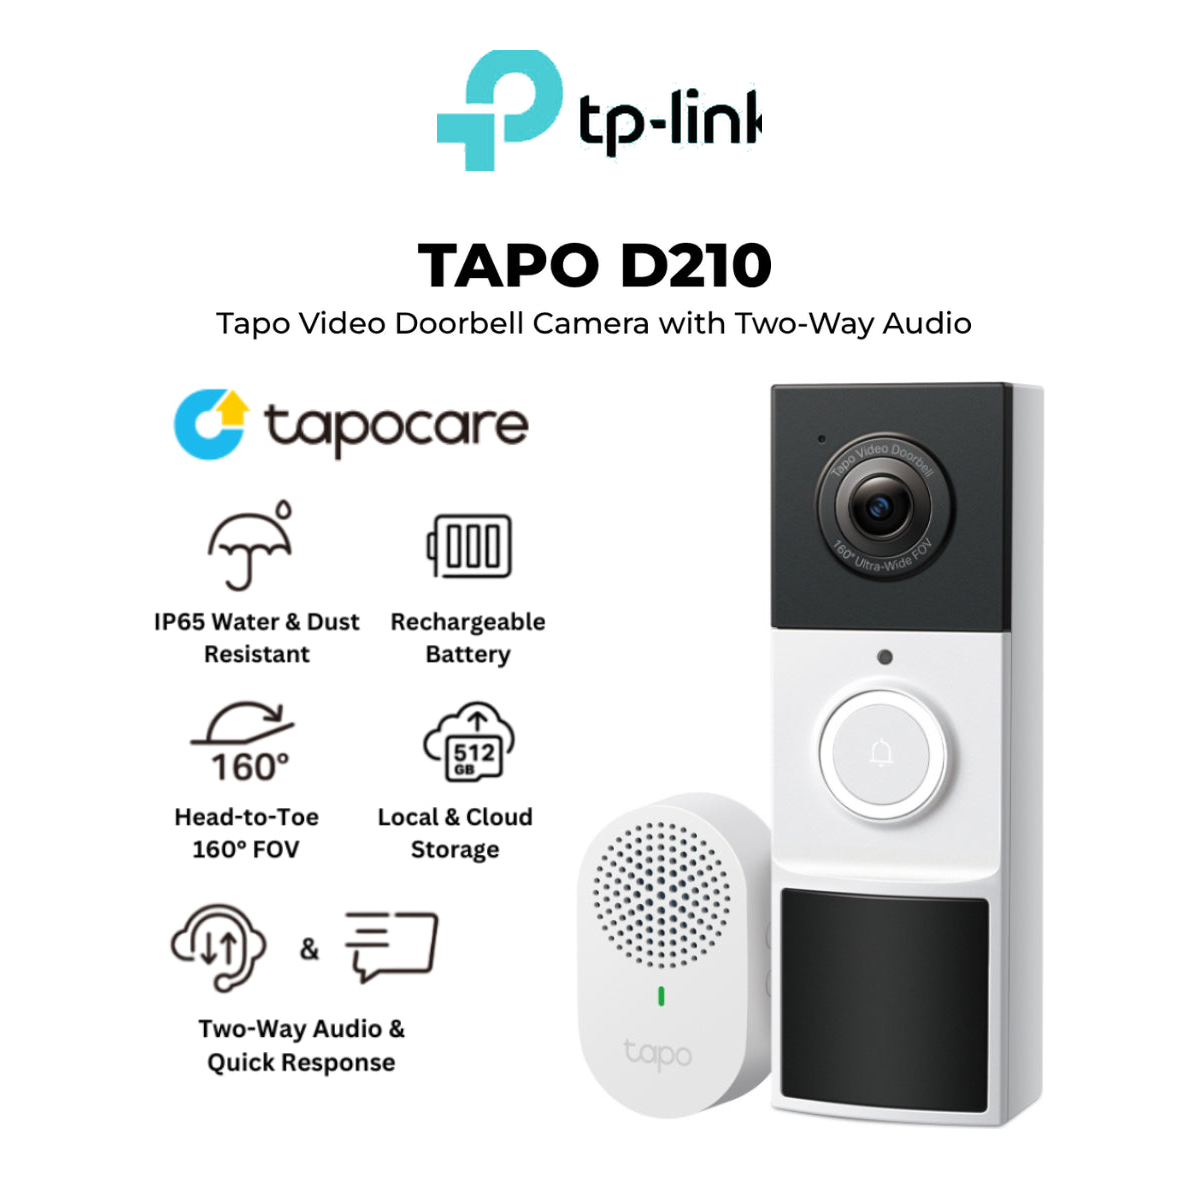 tp-link
TAPO D210
Tapo Video Doorbell Camera with Two-Way Audio
tapocare
IP65 Water & Dust
Resistant
Rechargeable
Battery
160°
Head-to-Toe
160° FOV
512
GB
Local & Cloud
Storage
&
Two-Way Audio &
Quick Response
Tapo Video Doorbell
160° Ultra-Wide FOV
tapo